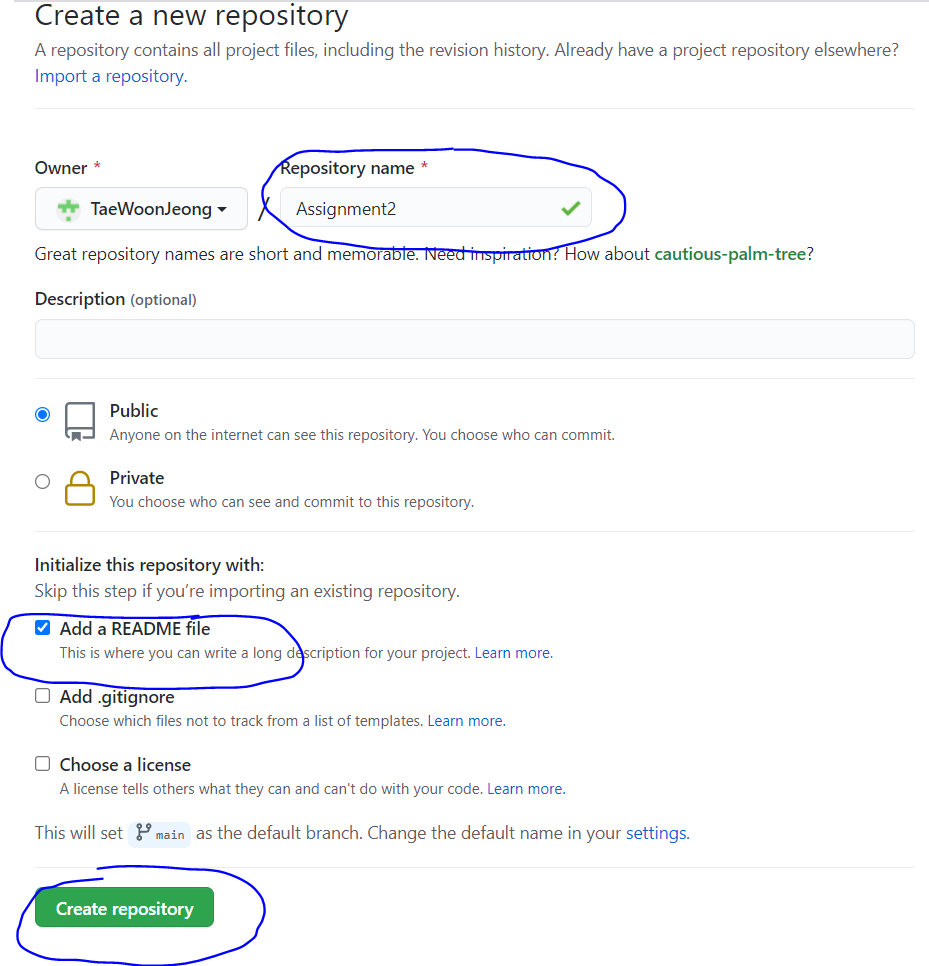 Create a new repository
A repository contains all project files, including the revision history. Already have a project repository elsewhere?
Import a repository.
Owner * Repository name *
TaeWoonJeong / Assignment2
Great repository names are short and memorable. Need inspiration? How about cautious-palm-tree?
Description (optional)
Public
Anyone on the internet can see this repository. You choose who can commit.
Private
You choose who can see and commit to this repository.
Initialize this repository with:
Skip this step if you’re importing an existing repository.
Add a README file
This is where you can write a long description for your project. Learn more.
Add .gitignore
Choose which files not to track from a list of templates. Learn more.
Choose a license
A license tells others what they can and can't do with your code. Learn more.
This will set main as the default branch. Change the default name in your settings.
Create repository